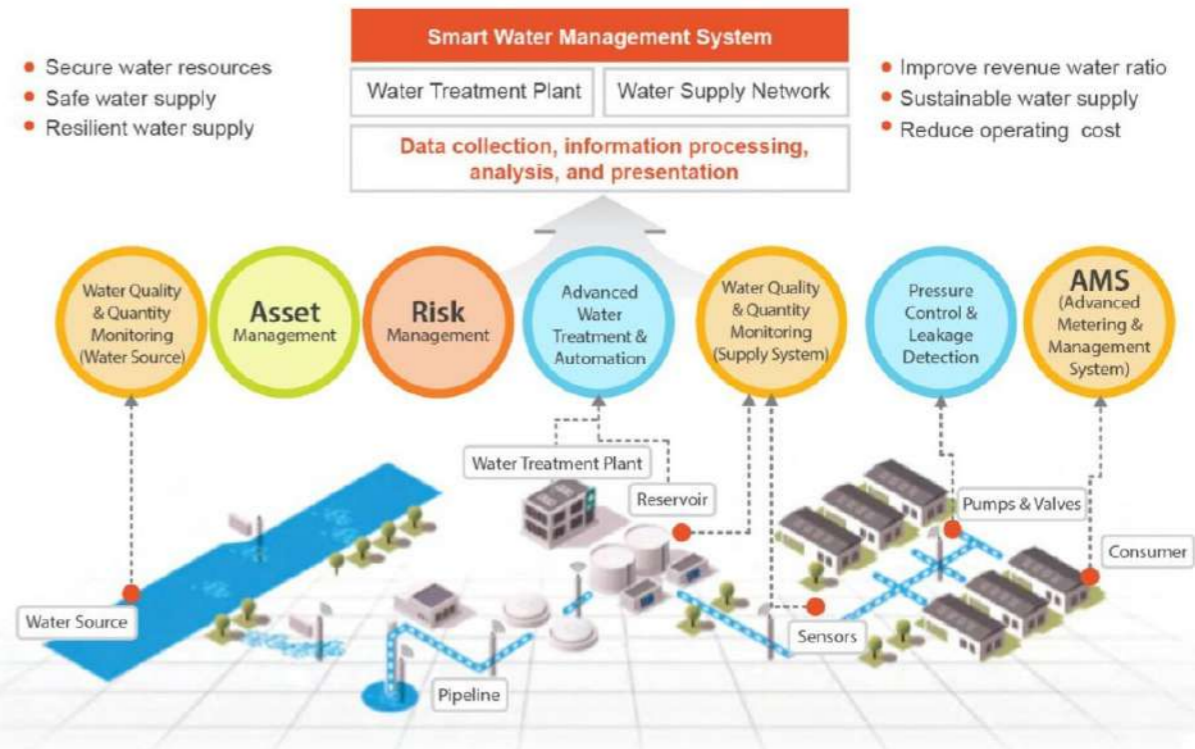 Smart Water Management System
Water Treatment Plant
Water Supply Network
Data collection, information processing,
analysis, and presentation
Secure water resources
Safe water supply
Resilient water supply
Improve revenue water ratio
Sustainable water supply
Reduce operating cost
Water Quality
& Quantity
Monitoring
(Water Source)
Asset
Management
Risk
Management
Advanced
Water
Treatment &
Automation
Water Quality
& Quantity
Monitoring
(Supply System)
Pressure
Control &
Leakage
Detection
AMS
(Advanced
Metering &
Management
System)
Water Treatment Plant
Reservoir
Pumps & Valves
Consumer
Water Source
Sensors
Pipeline